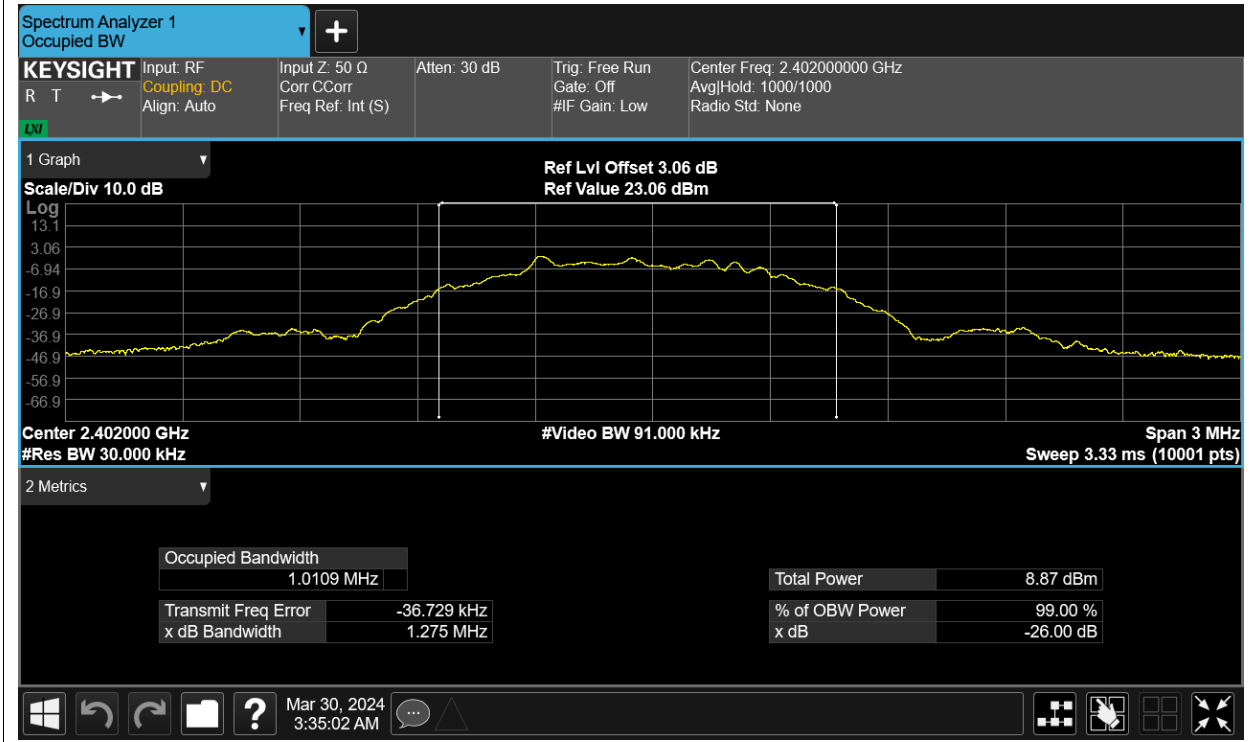 Spectrum Analyzer 1
Occupied BW
KEYSIGHT
R T
LXI
Input: RF
Coupling: DC
Align: Auto
Input Z: 50 Ω
Corr CCorr
Freq Ref: Int (S)
Atten: 30 dB
Trig: Free Run
Gate: Off
#IF Gain: Low
Center Freq: 2.402000000 GHz
Avg|Hold: 1000/1000
Radio Std: None
1 Graph
Scale/Div 10.0 dB
Ref Lvl Offset 3.06 dB
Ref Value 23.06 dBm
Log
13.1
3.06
-6.94
-16.9
-26.9
-36.9
-46.9
-56.9
-66.9
Center 2.402000 GHz
#Video BW 91.000 kHz
Span 3 MHz
#Res BW 30.000 kHz
Sweep 3.33 ms (10001 pts)
2 Metrics
Occupied Bandwidth
1.0109 MHz
Transmit Freq Error -36.729 kHz
x dB Bandwidth 1.275 MHz
Total Power 8.87 dBm
% of OBW Power 99.00 %
x dB -26.00 dB
?
Mar 30, 2024
3:35:02 AM